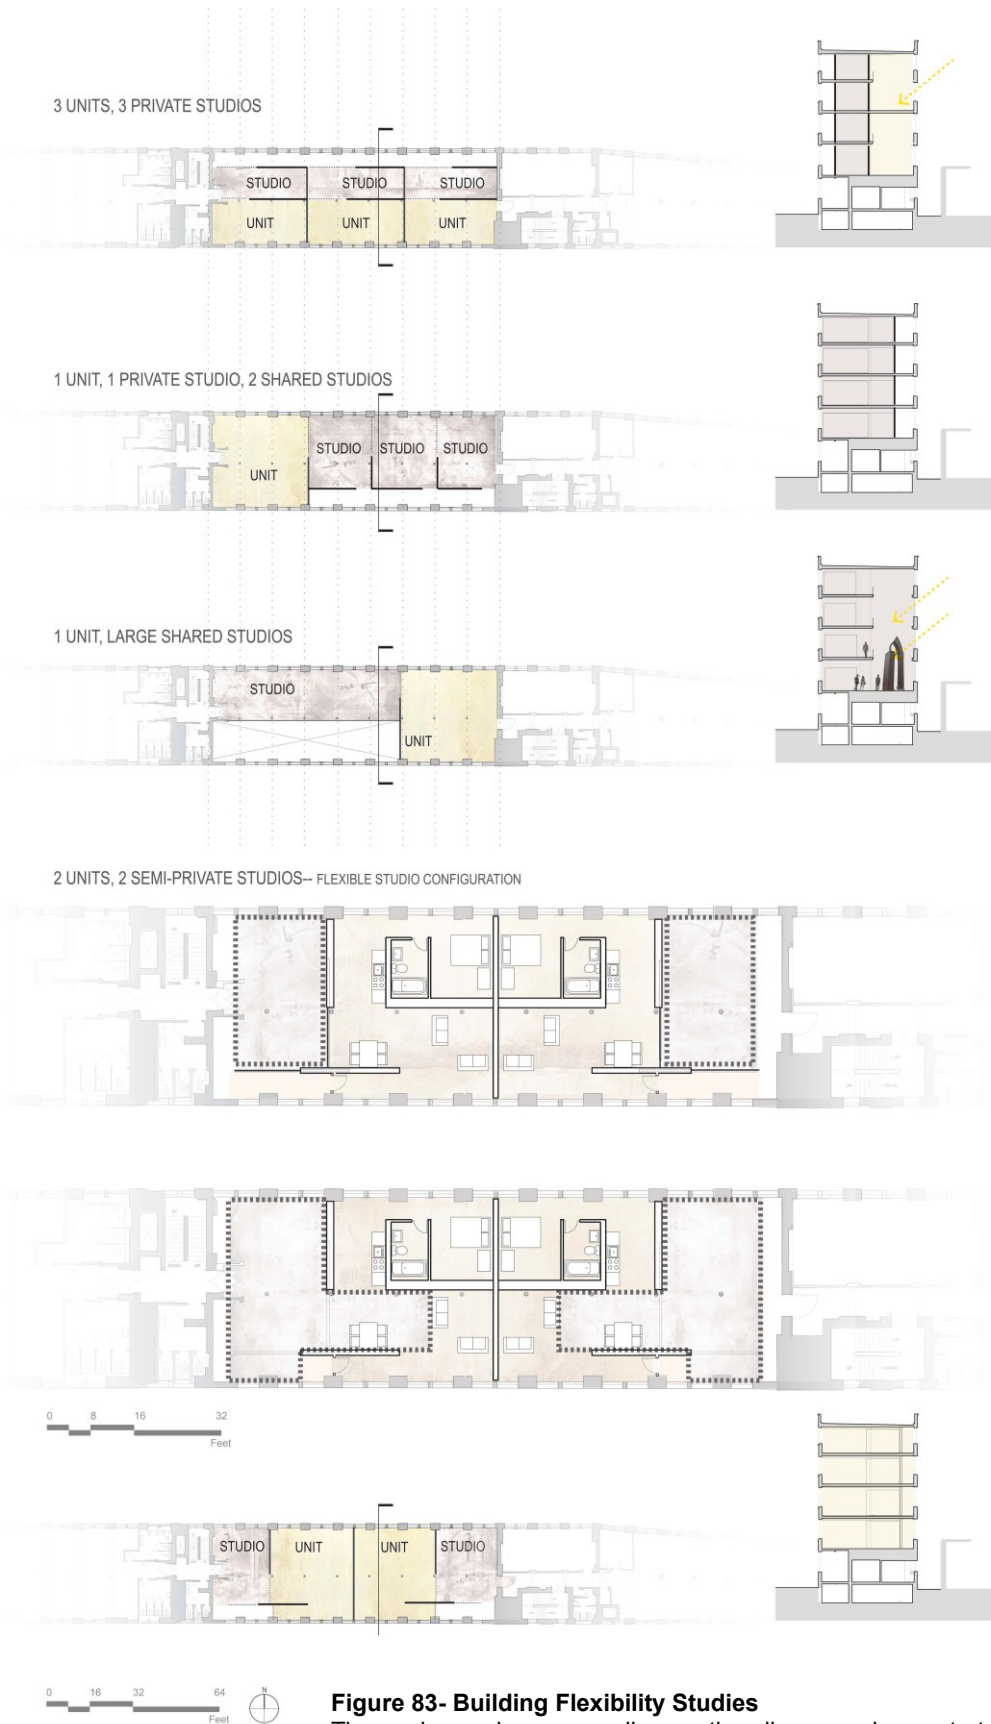 3 UNITS, 3 PRIVATE STUDIOS
STUDIO STUDIO STUDIO
UNIT UNIT UNIT
1 UNIT, 1 PRIVATE STUDIO, 2 SHARED STUDIOS
STUDIO STUDIO STUDIO
UNIT
1 UNIT, LARGE SHARED STUDIOS
STUDIO
UNIT
2 UNITS, 2 SEMI-PRIVATE STUDIOS-- FLEXIBLE STUDIO CONFIGURATION
0 8 16 32
Feet
STUDIO UNIT UNIT STUDIO
0 16 32 64
Feet
N
Figure 83- Building Flexibility Studies